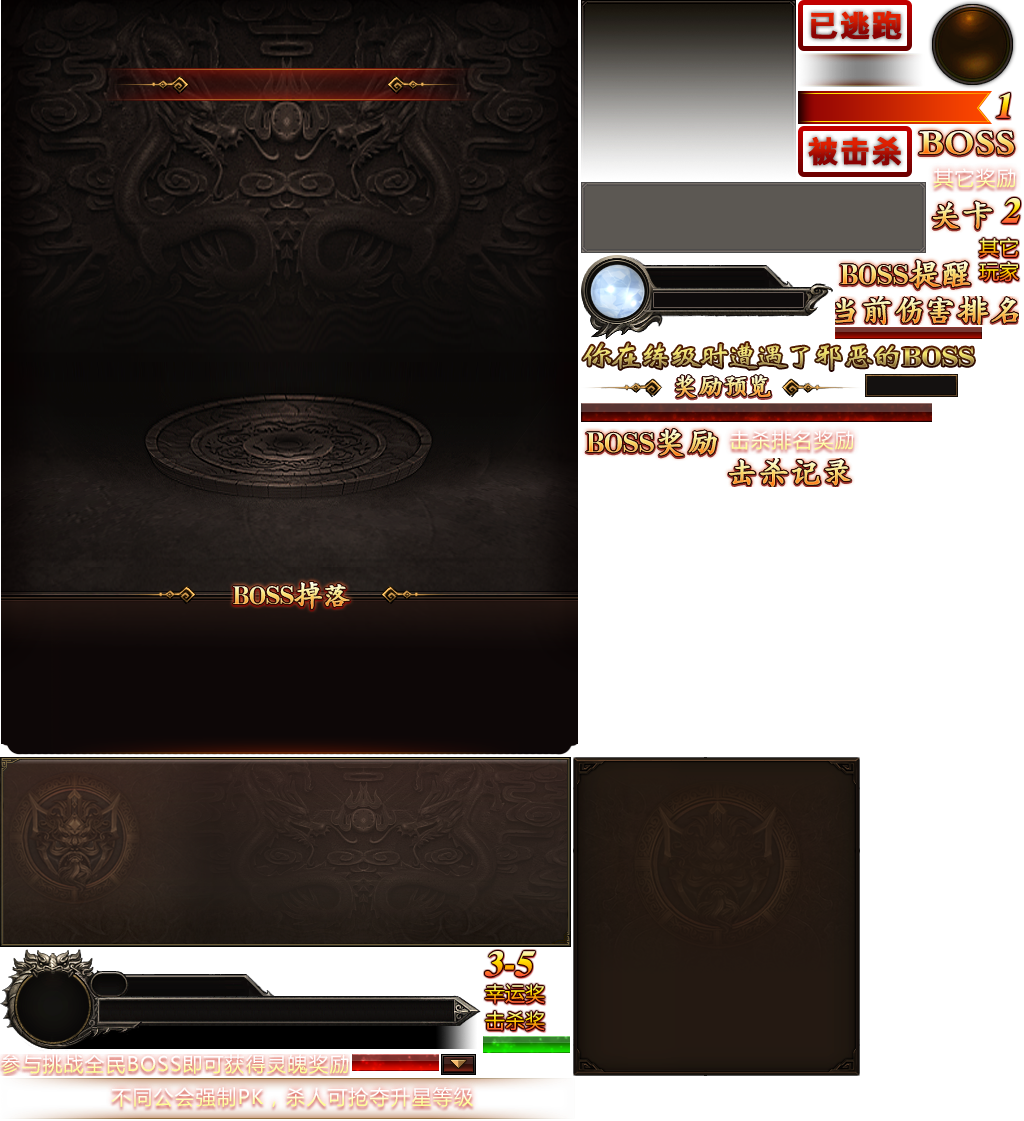 已逃跑
1
被击杀
BOSS
其它奖励
关卡
2
其它
玩家
BOSS提醒
当前伤害排名
你在练级时遭遇了邪恶的BOSS
奖励预览
BOSS奖励
击杀排名奖励
击杀记录
BOSS掉落
3-5
幸运奖
击杀奖
参与挑战全民BOSS即可获得灵魄奖励
不同公会强制PK，杀人可抢夺升星等级